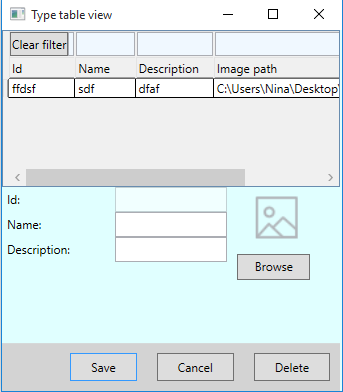 Type table view
Clear filter
Id Name Description Image path
ffdsf sdf dfaf C:\Users\Nina\Desktop\
Id:
Name:
Description:
Browse
Save Cancel Delete